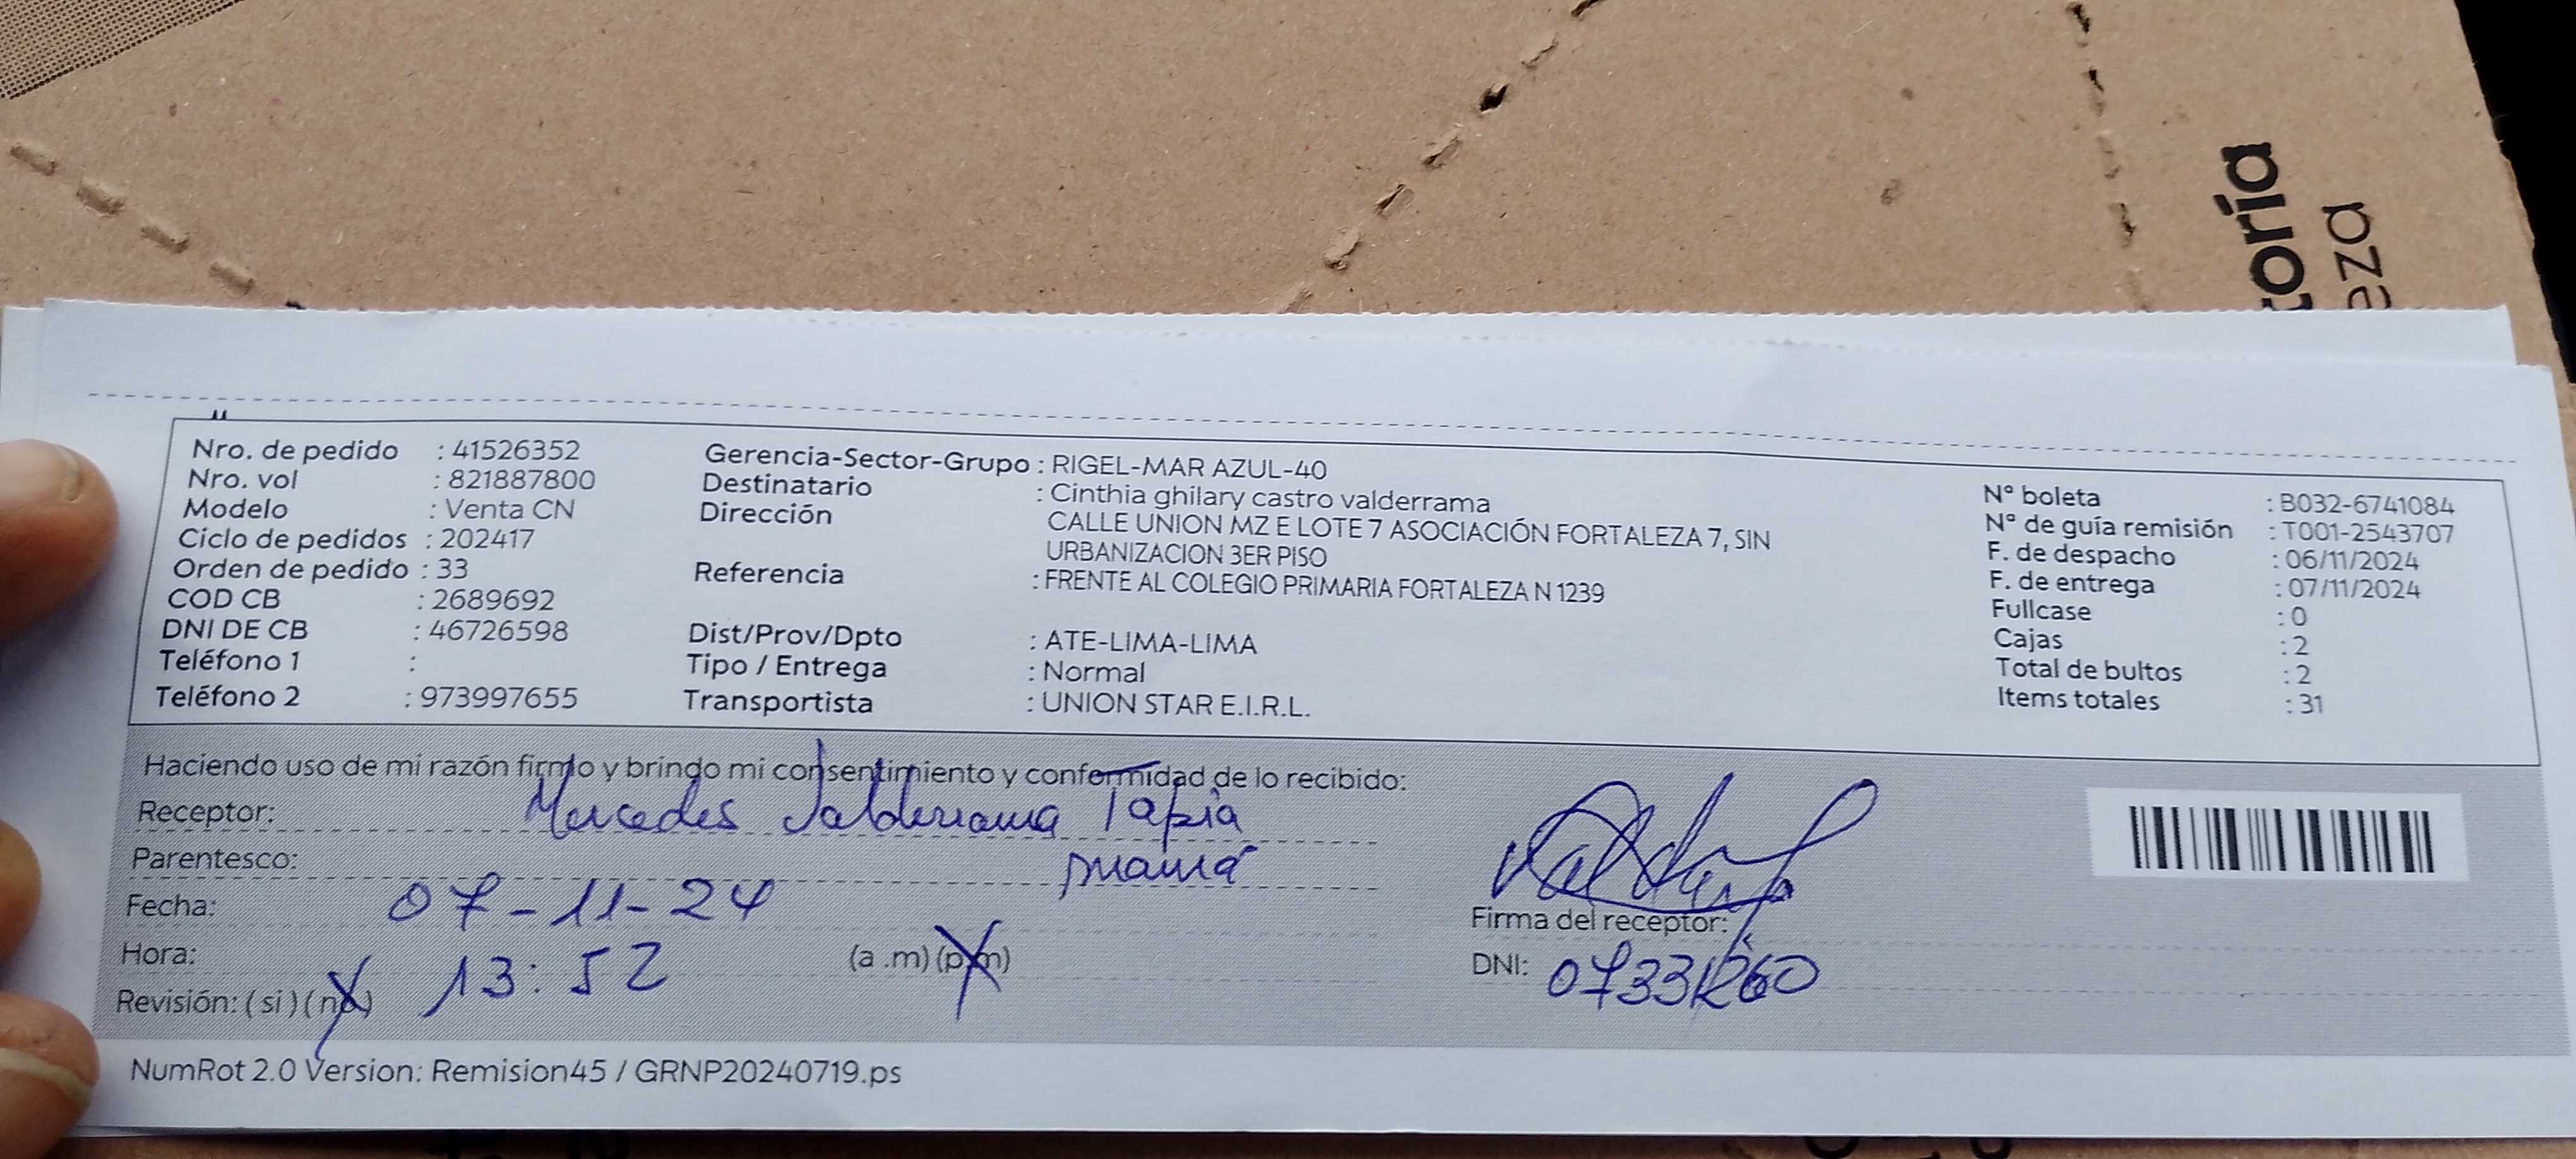 toria
eza
Nro. de pedido : 41526352
Nro. vol : 821887800
Modelo : Venta CN
Ciclo de pedidos : 202417
Orden de pedido : 33
COD CB : 2689692
DNI DE CB : 46726598
Teléfono 1 :
Teléfono 2 : 973997655
Gerencia-Sector-Grupo : RIGEL-MAR AZUL-40
Destinatario : Cinthia ghilary castro valderrama
Dirección CALLE UNION MZ E LOTE 7 ASOCIACIÓN FORTALEZA 7, SIN
URBANIZACION 3ER PISO
Referencia : FRENTE AL COLEGIO PRIMARIA FORTALEZA N 1239
Dist/Prov/Dpto : ATE-LIMA-LIMA
Tipo / Entrega : Normal
Transportista : UNION STAR E.I.R.L.
N° boleta : B032-6741084
N° de guía remisión : T001-2543707
F. de despacho : 06/11/2024
F. de entrega : 07/11/2024
Fullcase : 0
Cajas : 2
Total de bultos : 2
Items totales : 31
Haciendo uso de mi razón firmo y brindo mi consentimiento y conformidad de lo recibido:
Receptor: Mercedes Valderrama Tapia
Parentesco: mamá
Fecha: 07-11-24
Hora: 13:52 (a .m) (p.m)
Revisión: ( si ) ( no )
Firma del receptor:
DNI:
NumRot 2.0 Version: Remision45 / GRNP20240719.ps